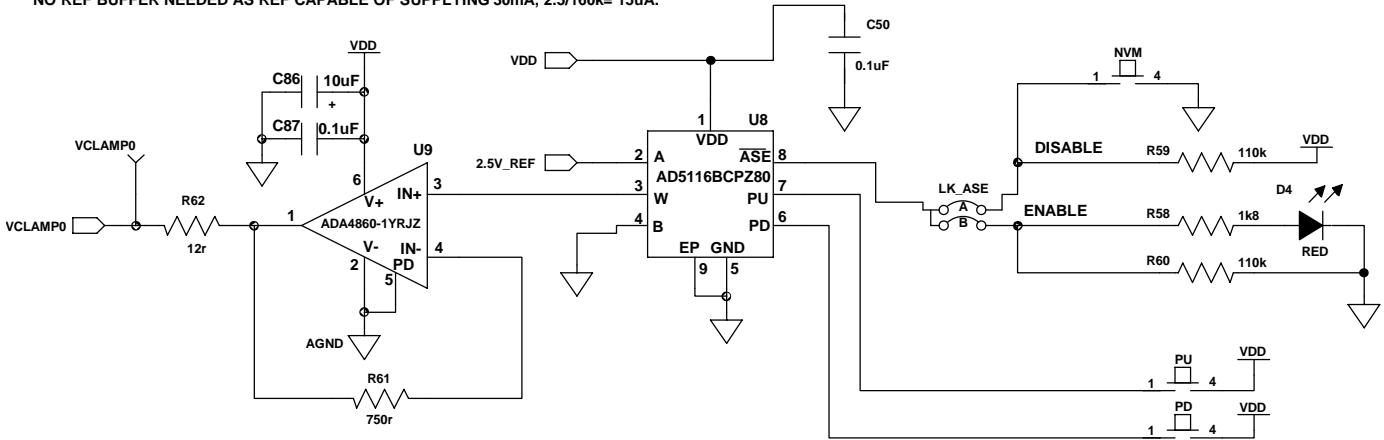 NO REF BUFFER NEEDED AS REF CAPABLE OF SUPPLYING 30mA, 2.5/160k= 15uA.
VDD
C86 10uF
+
C87 0.1uF
VCLAMP0
VCLAMP0
R62
12r
U9
6
V+
IN+
3
1
ADA4860-1YRJZ
V-
IN-
4
2
PD
5
AGND
R61
750r
VDD
C50
0.1uF
2.5V_REF
U8
1
VDD
2
A
ASE
8
AD5116BCPZ80
3
W
PU
7
4
B
PD
6
EP
GND
9
5
LK_ASE
A
B
NVM
1
4
DISABLE
R59
110k
VDD
D4
ENABLE
R58
1k8
RED
R60
110k
PU
1
4
VDD
PD
1
4
VDD